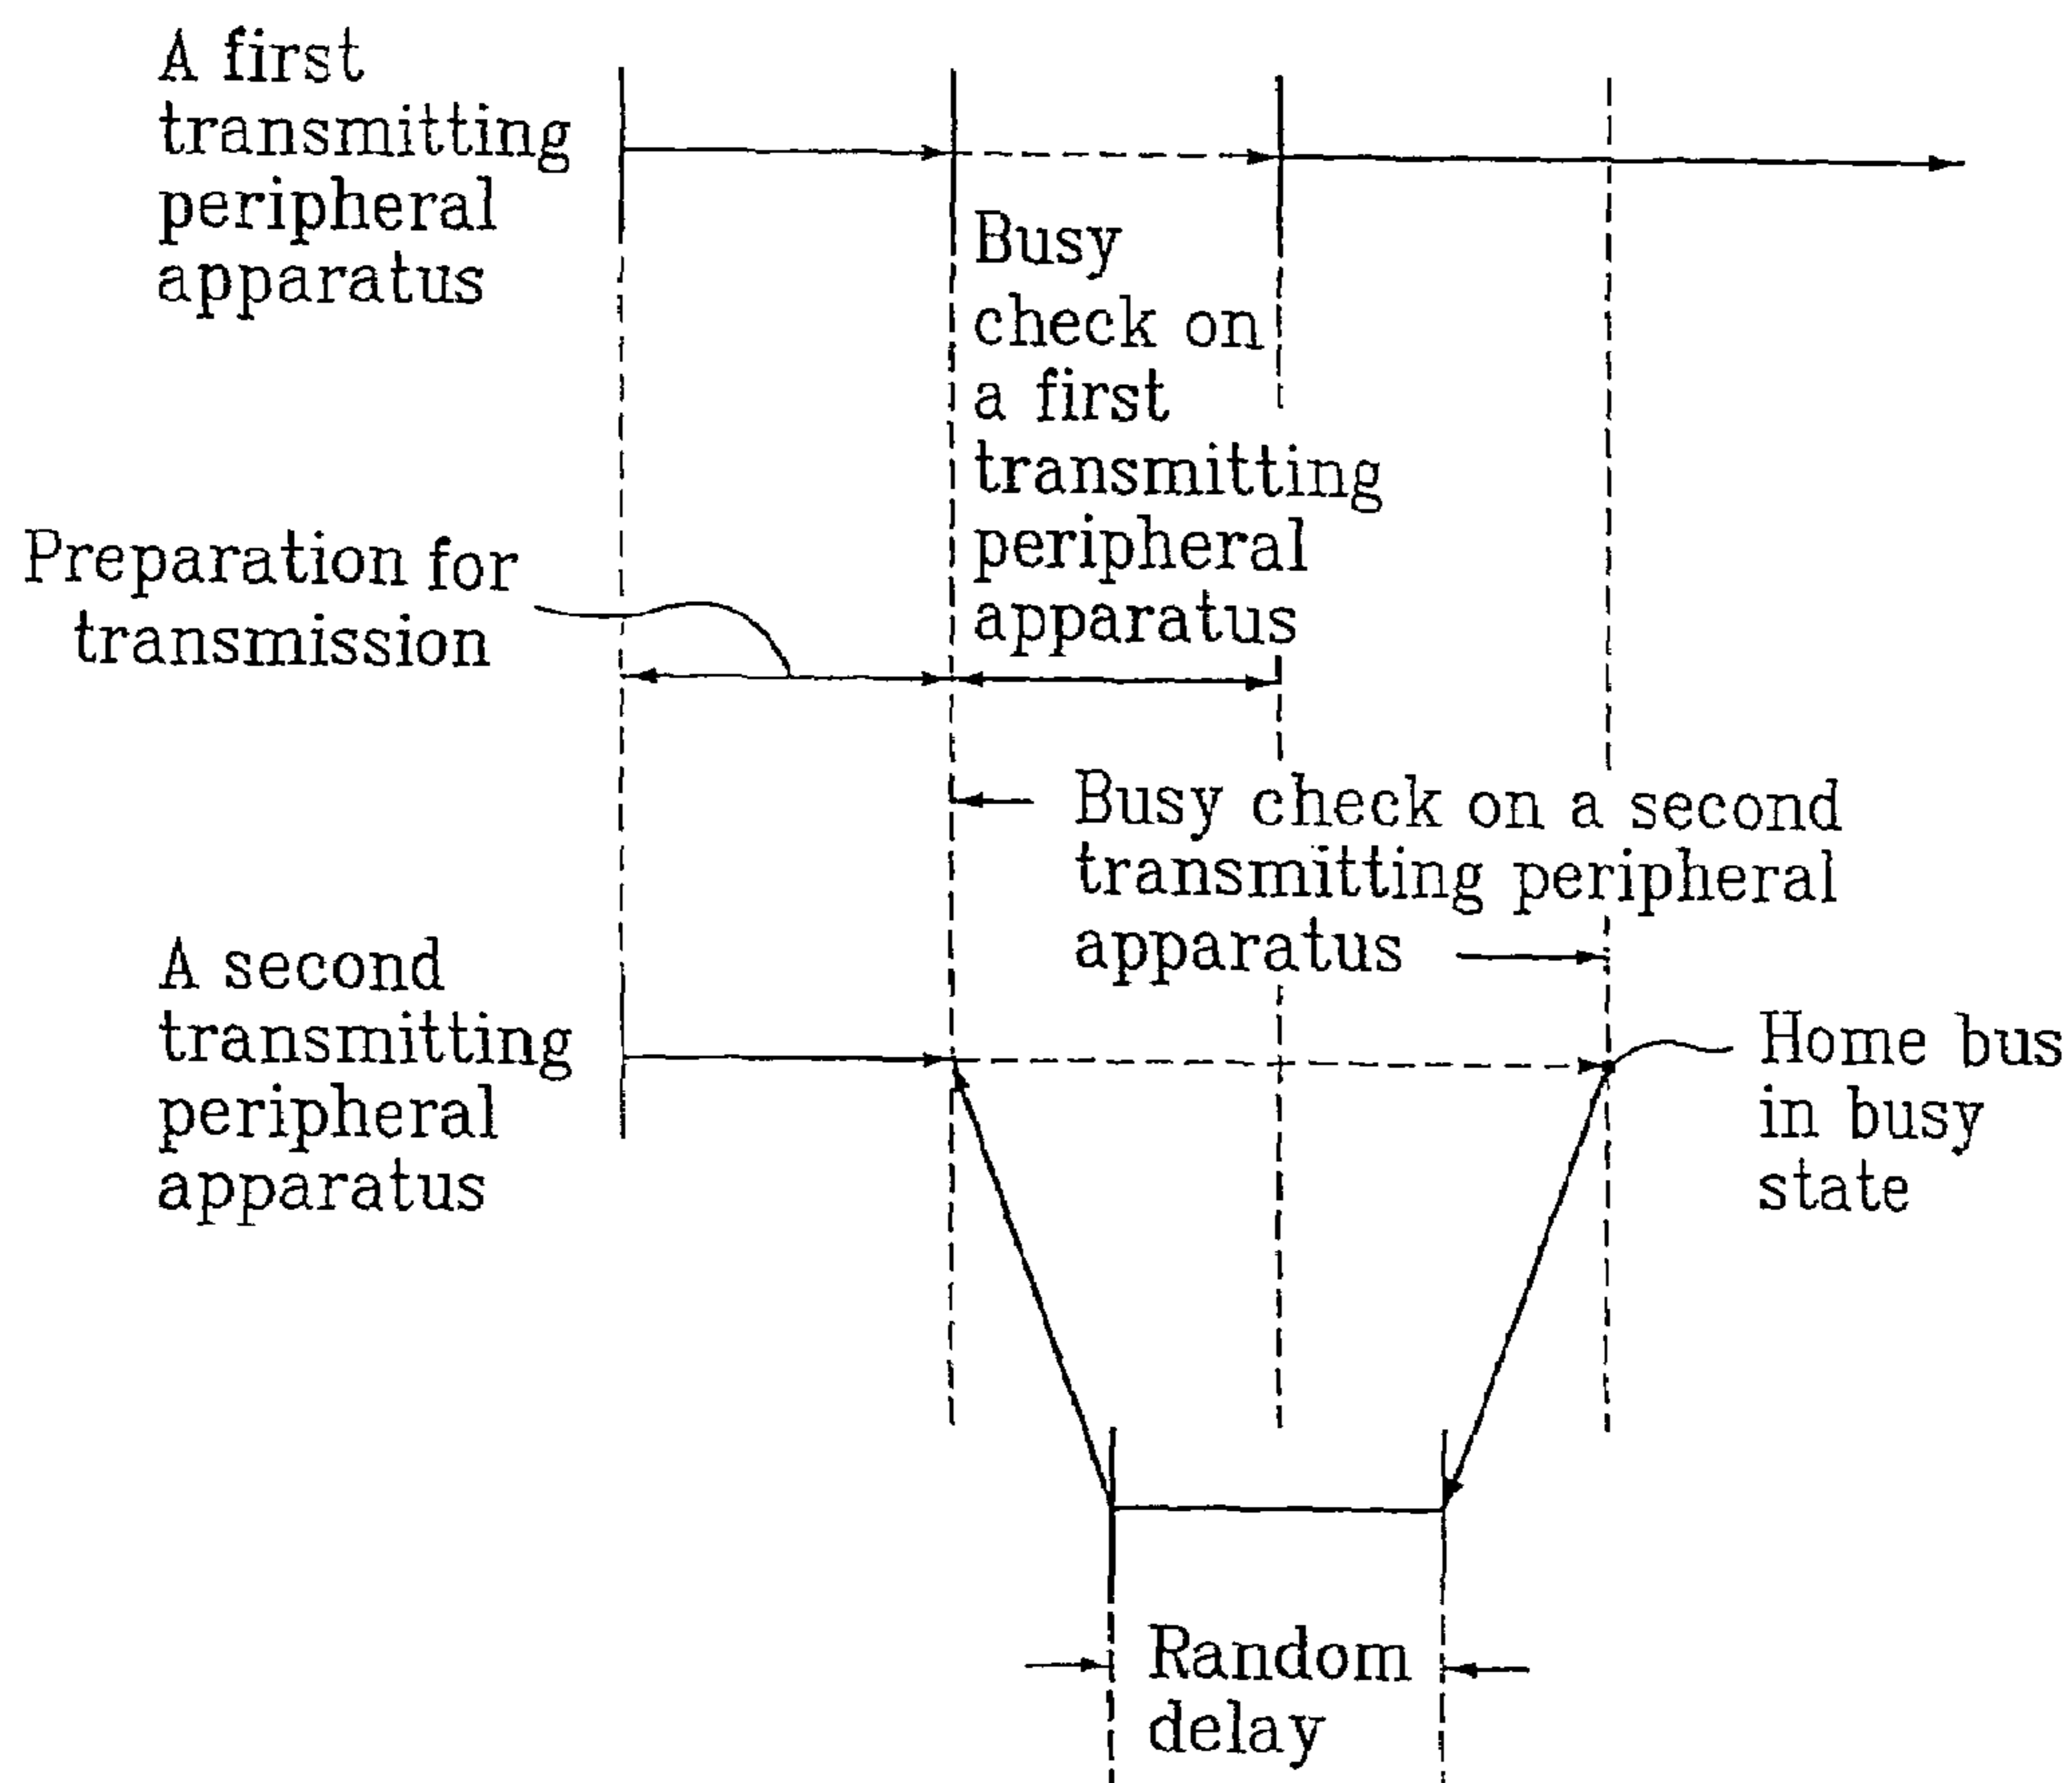 A first
transmitting
peripheral
apparatus
Busy
check on
a first
transmitting
peripheral
apparatus
Preparation for
transmission
Busy check on a second
transmitting peripheral
apparatus
A second
transmitting
peripheral
apparatus
Home bus
in busy
state
Random
delay